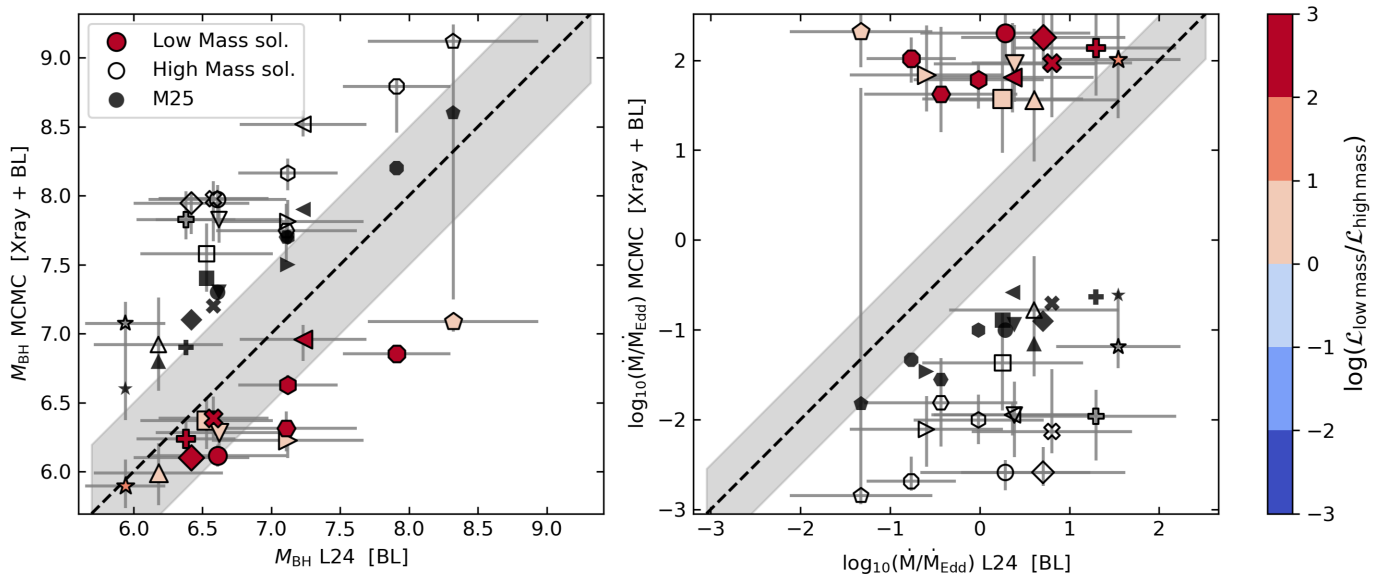 Low Mass sol.
High Mass sol.
M25
9.0
8.5
8.0
7.5
7.0
6.5
6.0
M_BH MCMC [Xray + BL]
6.0 6.5 7.0 7.5 8.0 8.5 9.0
M_BH L24 [BL]
2
1
0
−1
−2
−3
log₁₀(Ṁ/Ṁ_Edd) MCMC [Xray + BL]
−3 −2 −1 0 1 2
log₁₀(Ṁ/Ṁ_Edd) L24 [BL]
3
2
1
0
−1
−2
−3
log(ℒ_low mass/ℒ_high mass)